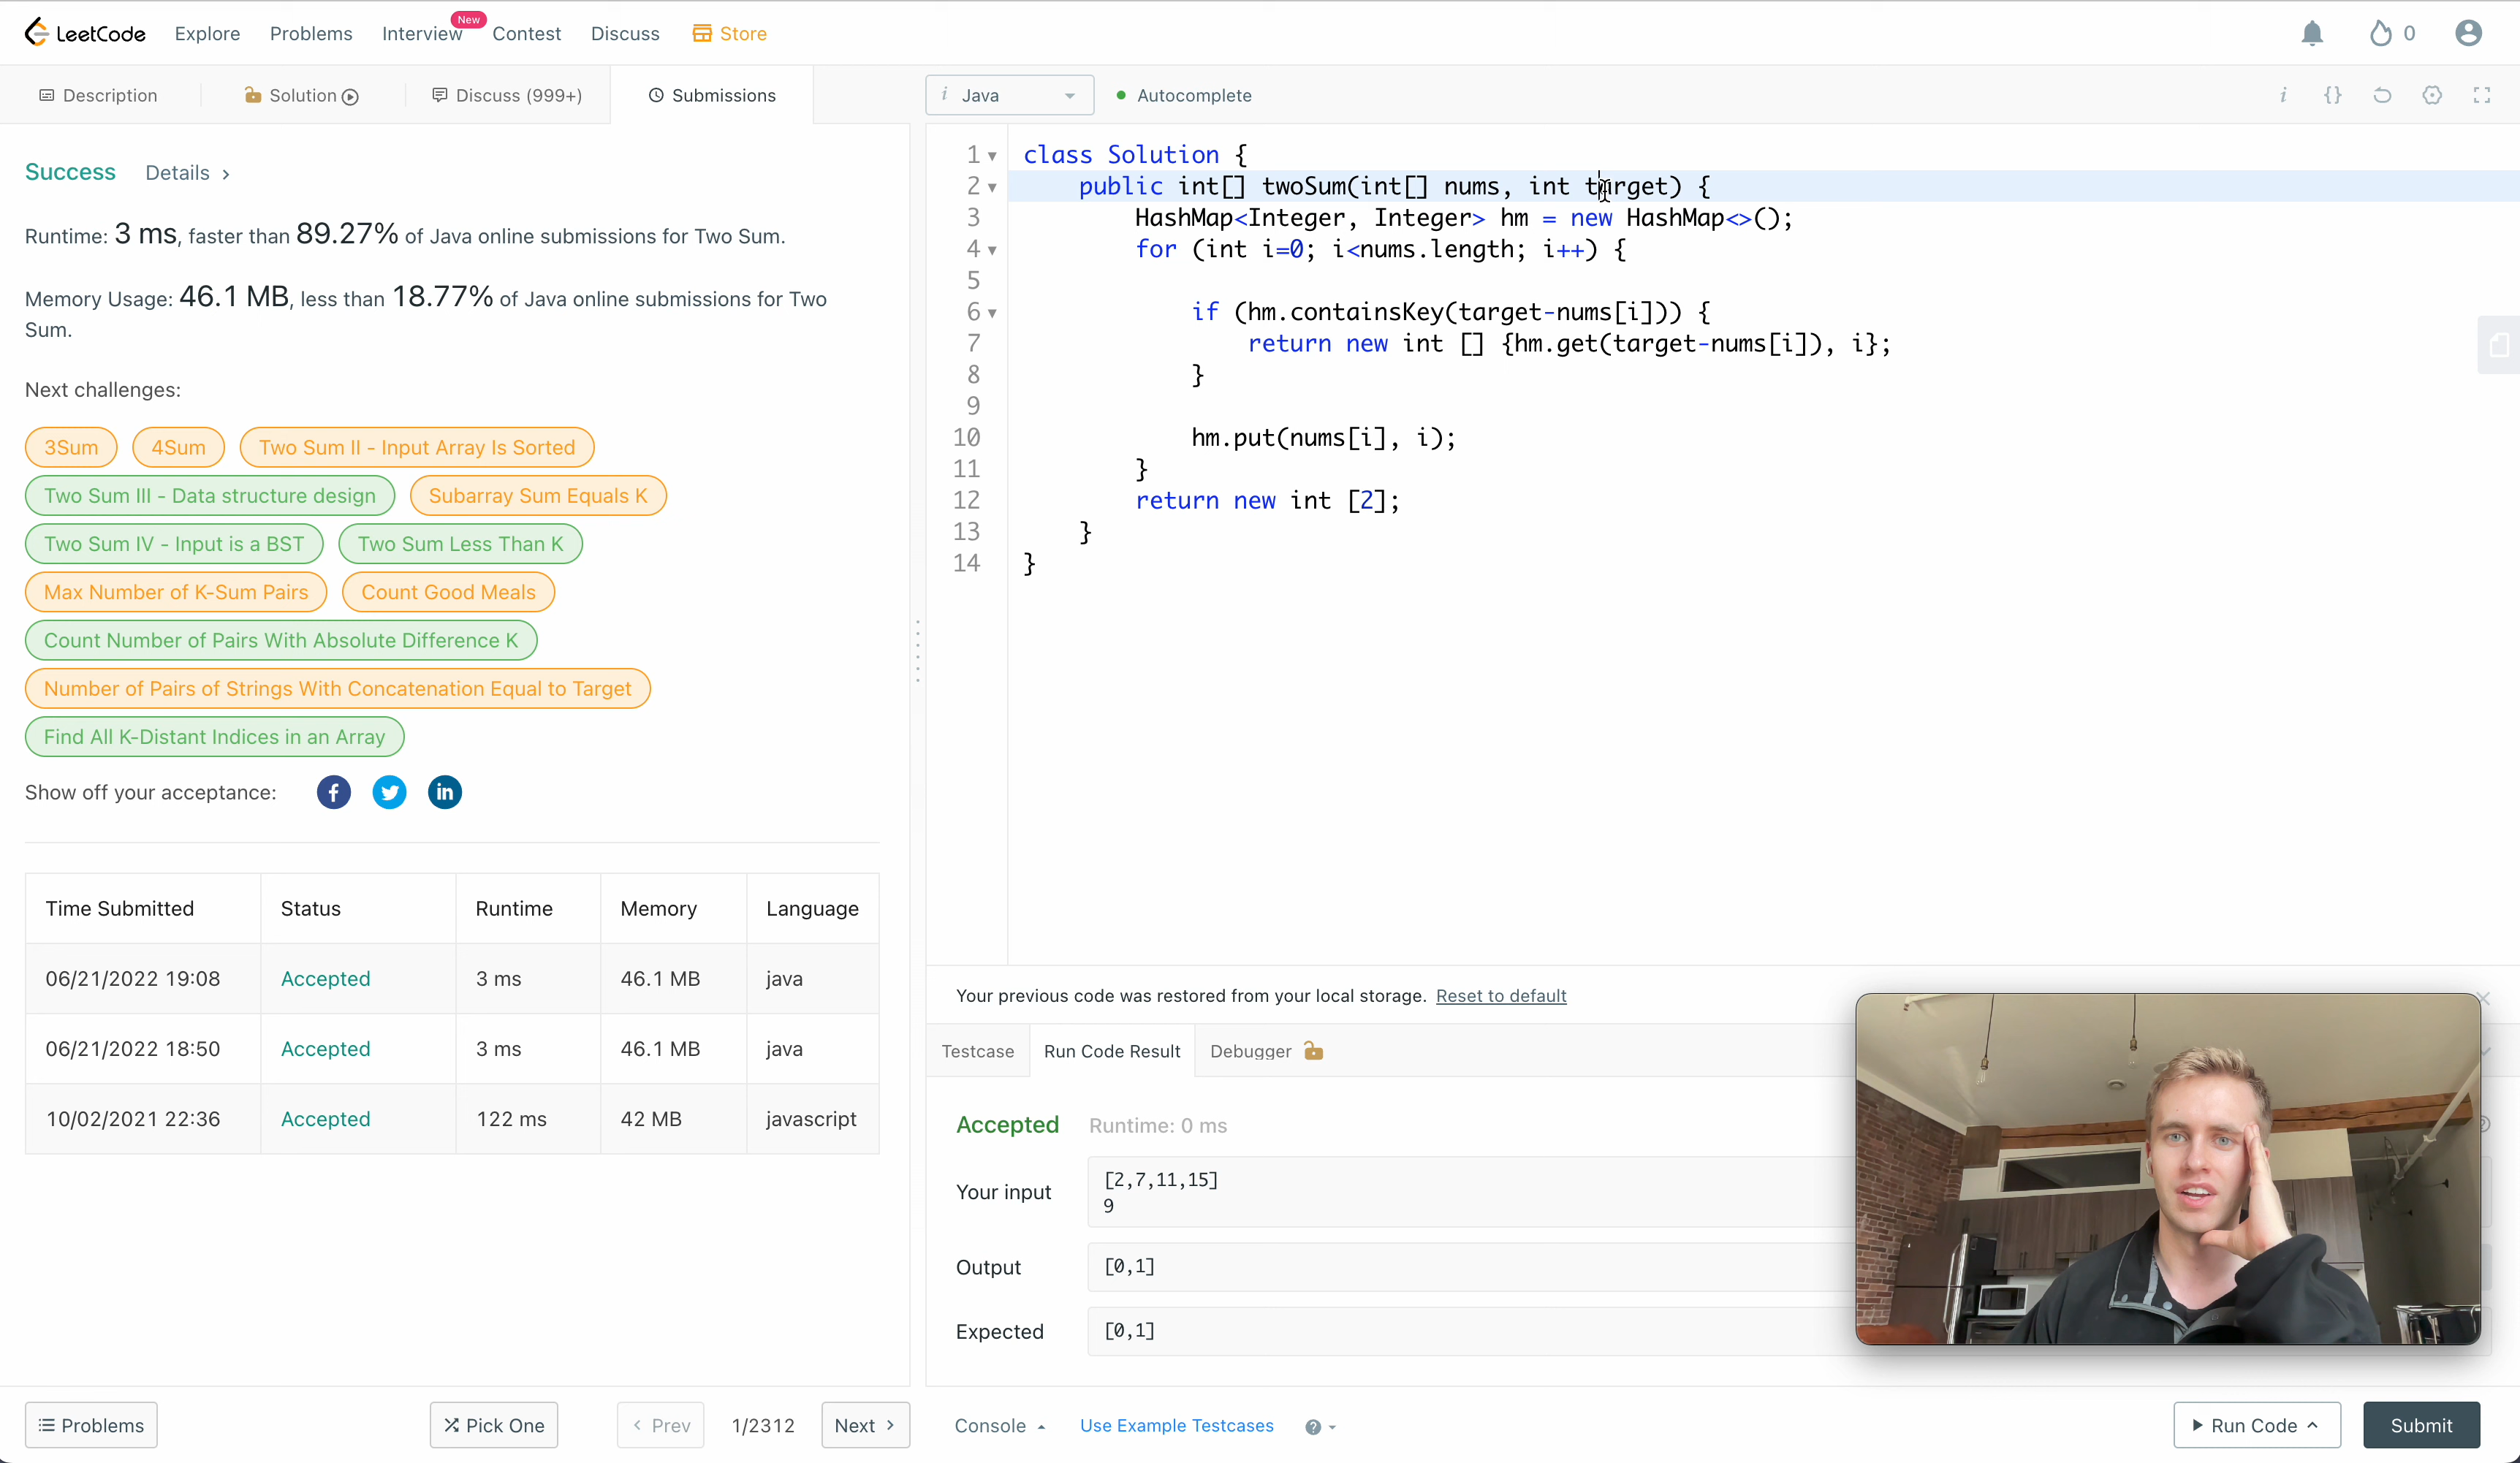 LeetCode Explore Problems Interview New Contest Discuss Store 0
Description Solution Discuss (999+) Submissions
i Java Autocomplete i {}
Success Details >
Runtime: 3 ms, faster than 89.27% of Java online submissions for Two Sum.
Memory Usage: 46.1 MB, less than 18.77% of Java online submissions for Two
Sum.
Next challenges:
3Sum 4Sum Two Sum II - Input Array Is Sorted
Two Sum III - Data structure design Subarray Sum Equals K
Two Sum IV - Input is a BST Two Sum Less Than K
Max Number of K-Sum Pairs Count Good Meals
Count Number of Pairs With Absolute Difference K
Number of Pairs of Strings With Concatenation Equal to Target
Find All K-Distant Indices in an Array
Show off your acceptance: f in
Time Submitted Status Runtime Memory Language
06/21/2022 19:08 Accepted 3 ms 46.1 MB java
06/21/2022 18:50 Accepted 3 ms 46.1 MB java
10/02/2021 22:36 Accepted 122 ms 42 MB javascript
1 class Solution {
2 public int[] twoSum(int[] nums, int target) {
3 HashMap<Integer, Integer> hm = new HashMap<>();
4 for (int i=0; i<nums.length; i++) {
5
6 if (hm.containsKey(target-nums[i])) {
7 return new int [] {hm.get(target-nums[i]), i};
8 }
9
10 hm.put(nums[i], i);
11 }
12 return new int [2];
13 }
14 }
Your previous code was restored from your local storage. Reset to default
Testcase Run Code Result Debugger
Accepted Runtime: 0 ms
Your input
[2,7,11,15]
9
Output [0,1]
Expected [0,1]
Problems Pick One < Prev 1/2312 Next >
Console Use Example Testcases ? Run Code Submit